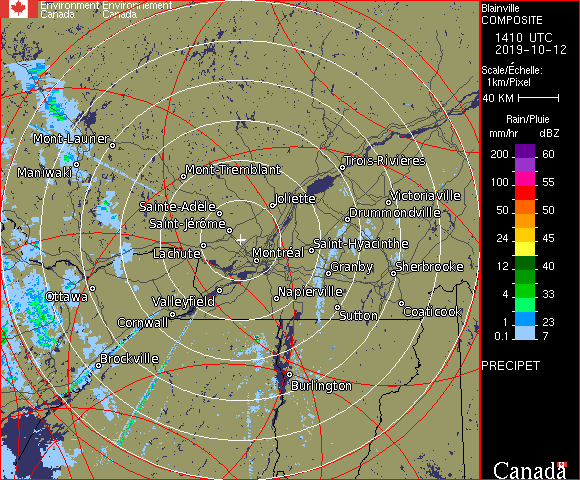 Environment Environnement
Canada Canada
Blainville
COMPOSITE
1410 UTC
2019-10-12
Scale/Échelle:
1km/Pixel
40 KM
Rain/Pluie
mm/hr dBZ
200 60
100 55
50 50
24 45
12 40
4 33
1 23
0.1 7
PRECIPET
Canada
Mont-Laurier
Maniwaki
Mont-Tremblant
Trois-Rivières
Joliette
Victoriaville
Sainte-Adèle
Drummondville
Saint-Jérome
Saint-Hyacinthe
Lachute
Montréal
Granby
Sherbrooke
Ottawa
Valleyfield
Napierville
Coaticook
Cornwall
Sutton
Brockville
Burlington